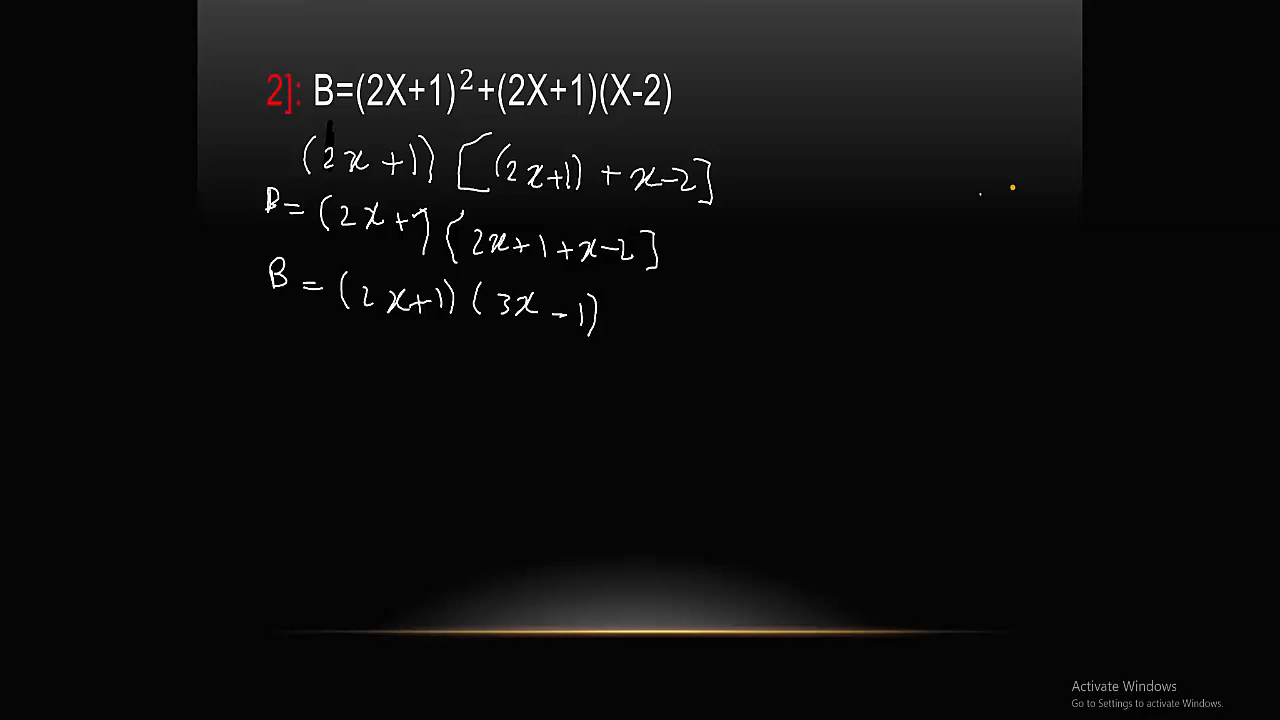 2]: B=(2X+1)²+(2X+1)(X-2)
(2x+1) [(2x+1) + x-2]
B = (2x+1) [2x+1+x-2]
B = (2x+1) (3x-1)
Activate Windows
Go to Settings to activate Windows.